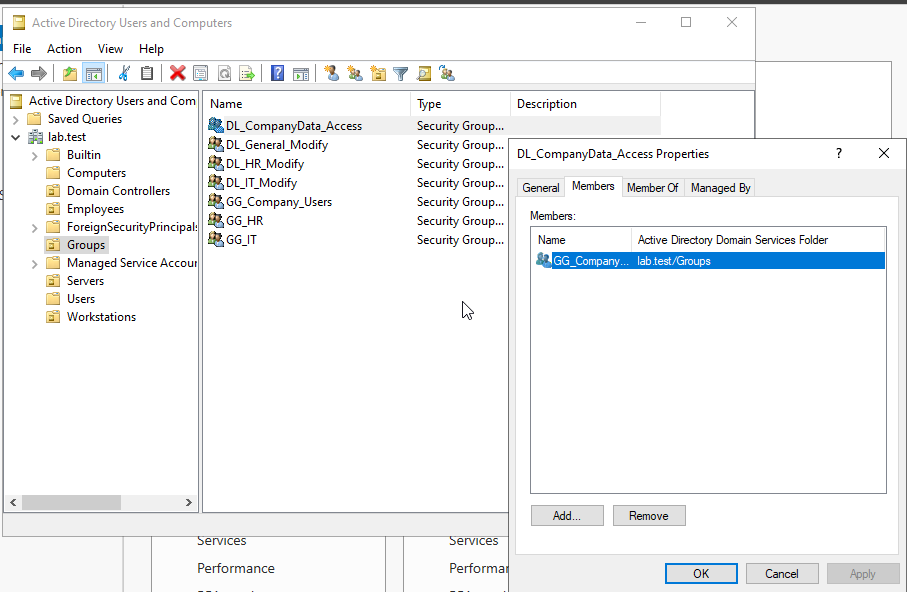 Active Directory Users and Computers
File Action View Help
Active Directory Users and Com
Saved Queries
lab.test
Builtin
Computers
Domain Controllers
Employees
ForeignSecurityPrincipals
Groups
Managed Service Accour
Servers
Users
Workstations
Name Type Description
DL_CompanyData_Access Security Group...
DL_General_Modify Security Group...
DL_HR_Modify Security Group...
DL_IT_Modify Security Group...
GG_Company_Users Security Group...
GG_HR Security Group...
GG_IT Security Group...
DL_CompanyData_Access Properties
General Members Member Of Managed By
Members:
Name Active Directory Domain Services Folder
GG_Company... lab.test/Groups
Add... Remove
OK Cancel Apply
Services Services
Performance Performar